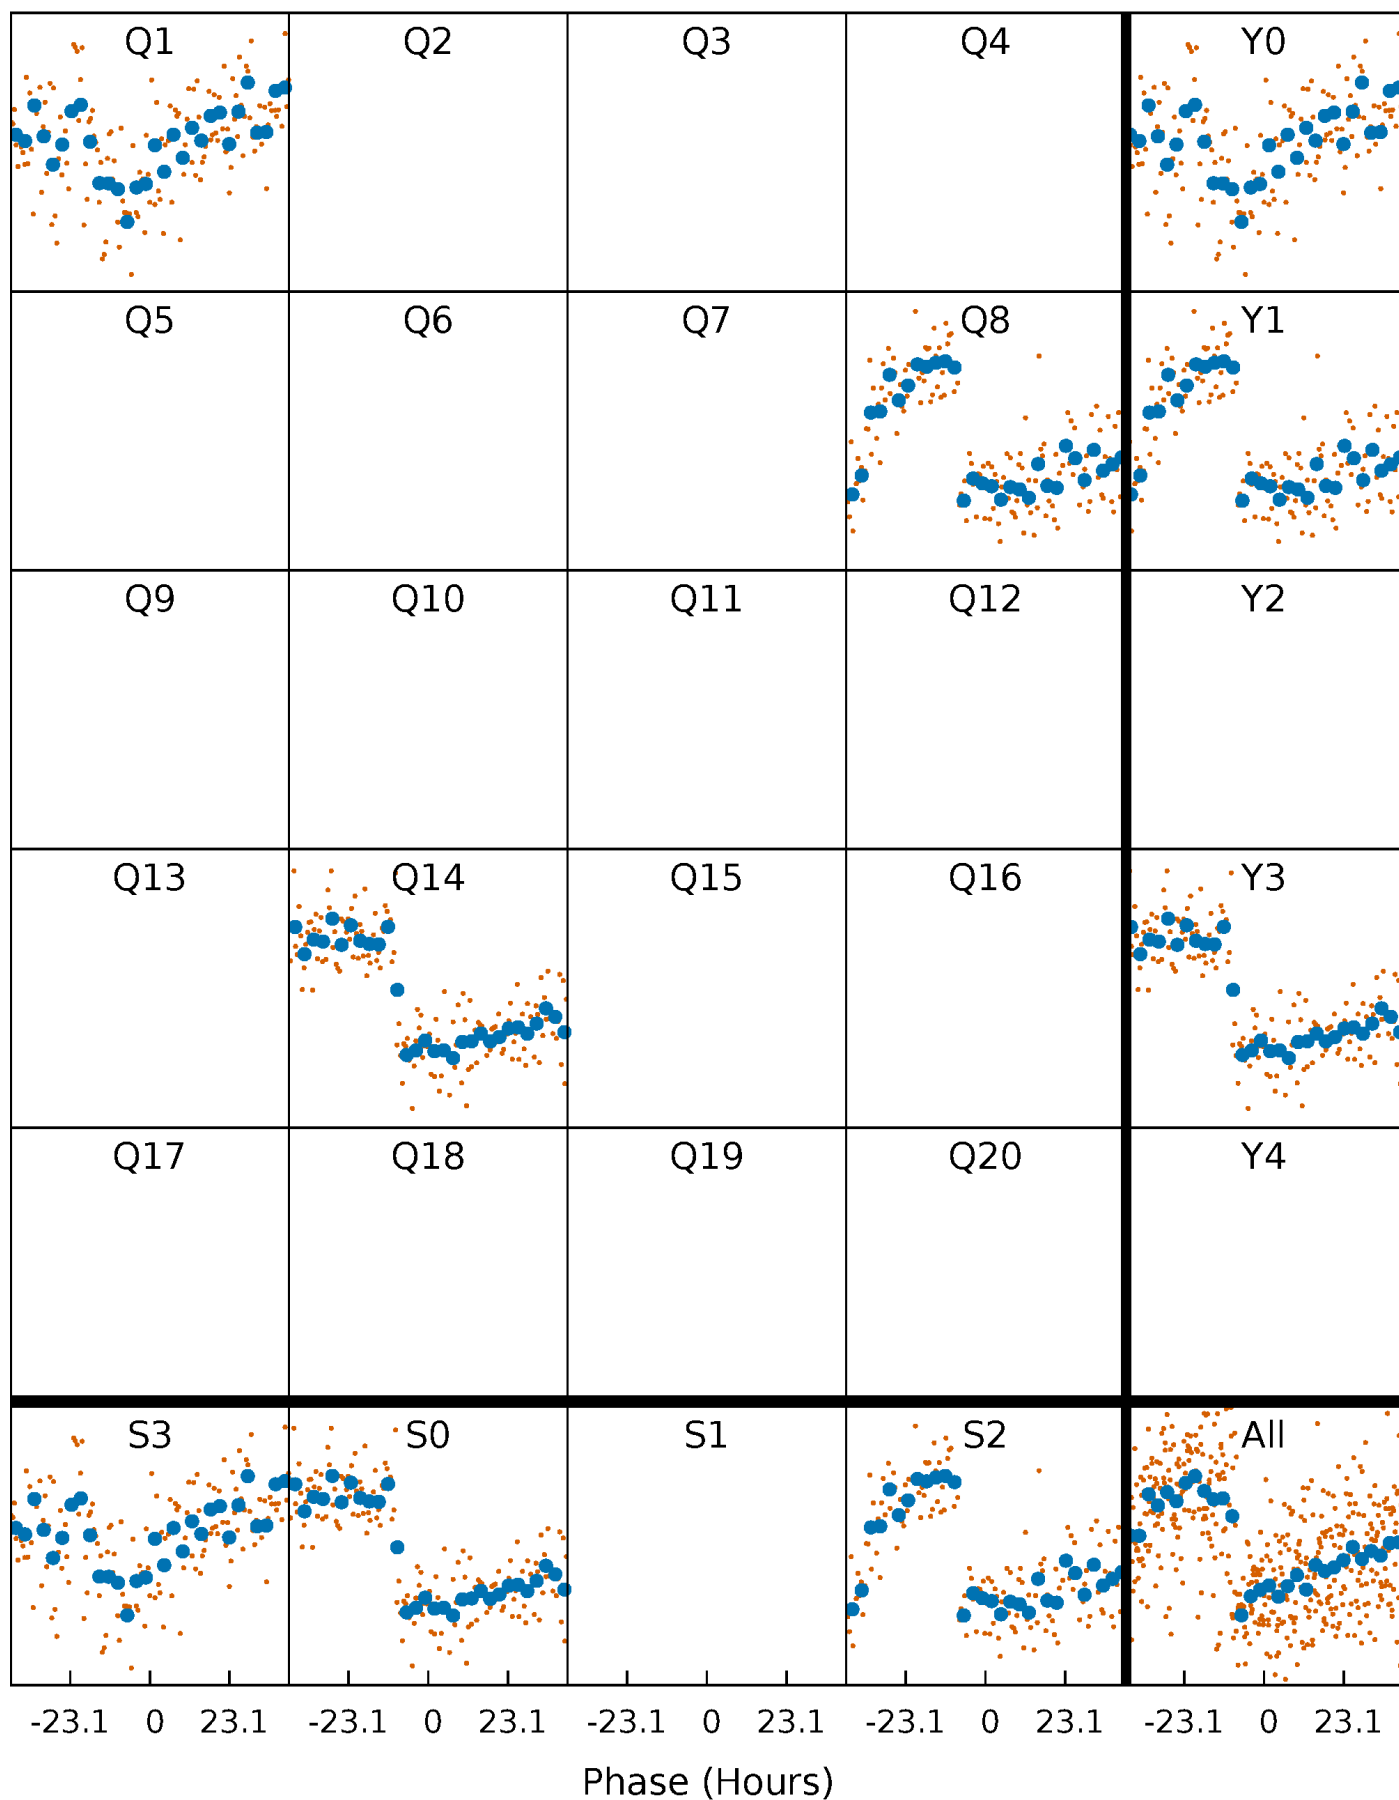 Q1 Q2 Q3 Q4 Y0
Q5 Q6 Q7 Q8 Y1
Q9 Q10 Q11 Q12 Y2
Q13 Q14 Q15 Q16 Y3
Q17 Q18 Q19 Q20 Y4
S3 S0 S1 S2 All
-23.1 0 23.1 -23.1 0 23.1 -23.1 0 23.1 -23.1 0 23.1 -23.1 0 23.1
Phase (Hours)